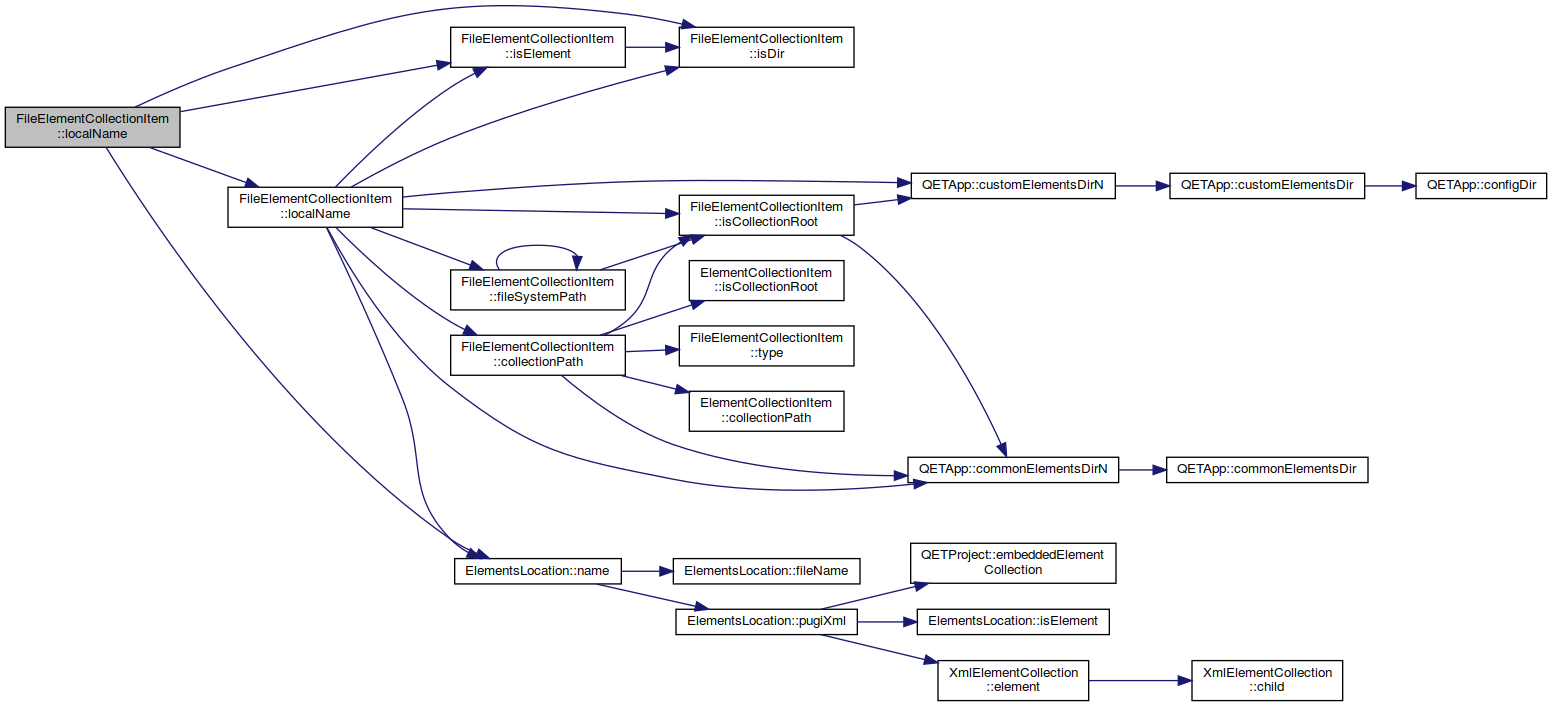 FileElementCollectionItem
::localName
FileElementCollectionItem
::isElement
FileElementCollectionItem
::isDir
FileElementCollectionItem
::localName
QETApp::customElementsDirN
QETApp::customElementsDir
QETApp::configDir
FileElementCollectionItem
::isCollectionRoot
FileElementCollectionItem
::fileSystemPath
ElementCollectionItem
::isCollectionRoot
FileElementCollectionItem
::collectionPath
FileElementCollectionItem
::type
ElementCollectionItem
::collectionPath
QETApp::commonElementsDirN
QETApp::commonElementsDir
ElementsLocation::name
ElementsLocation::fileName
QETProject::embeddedElement
Collection
ElementsLocation::pugiXml
ElementsLocation::isElement
XmlElementCollection
::element
XmlElementCollection
::child